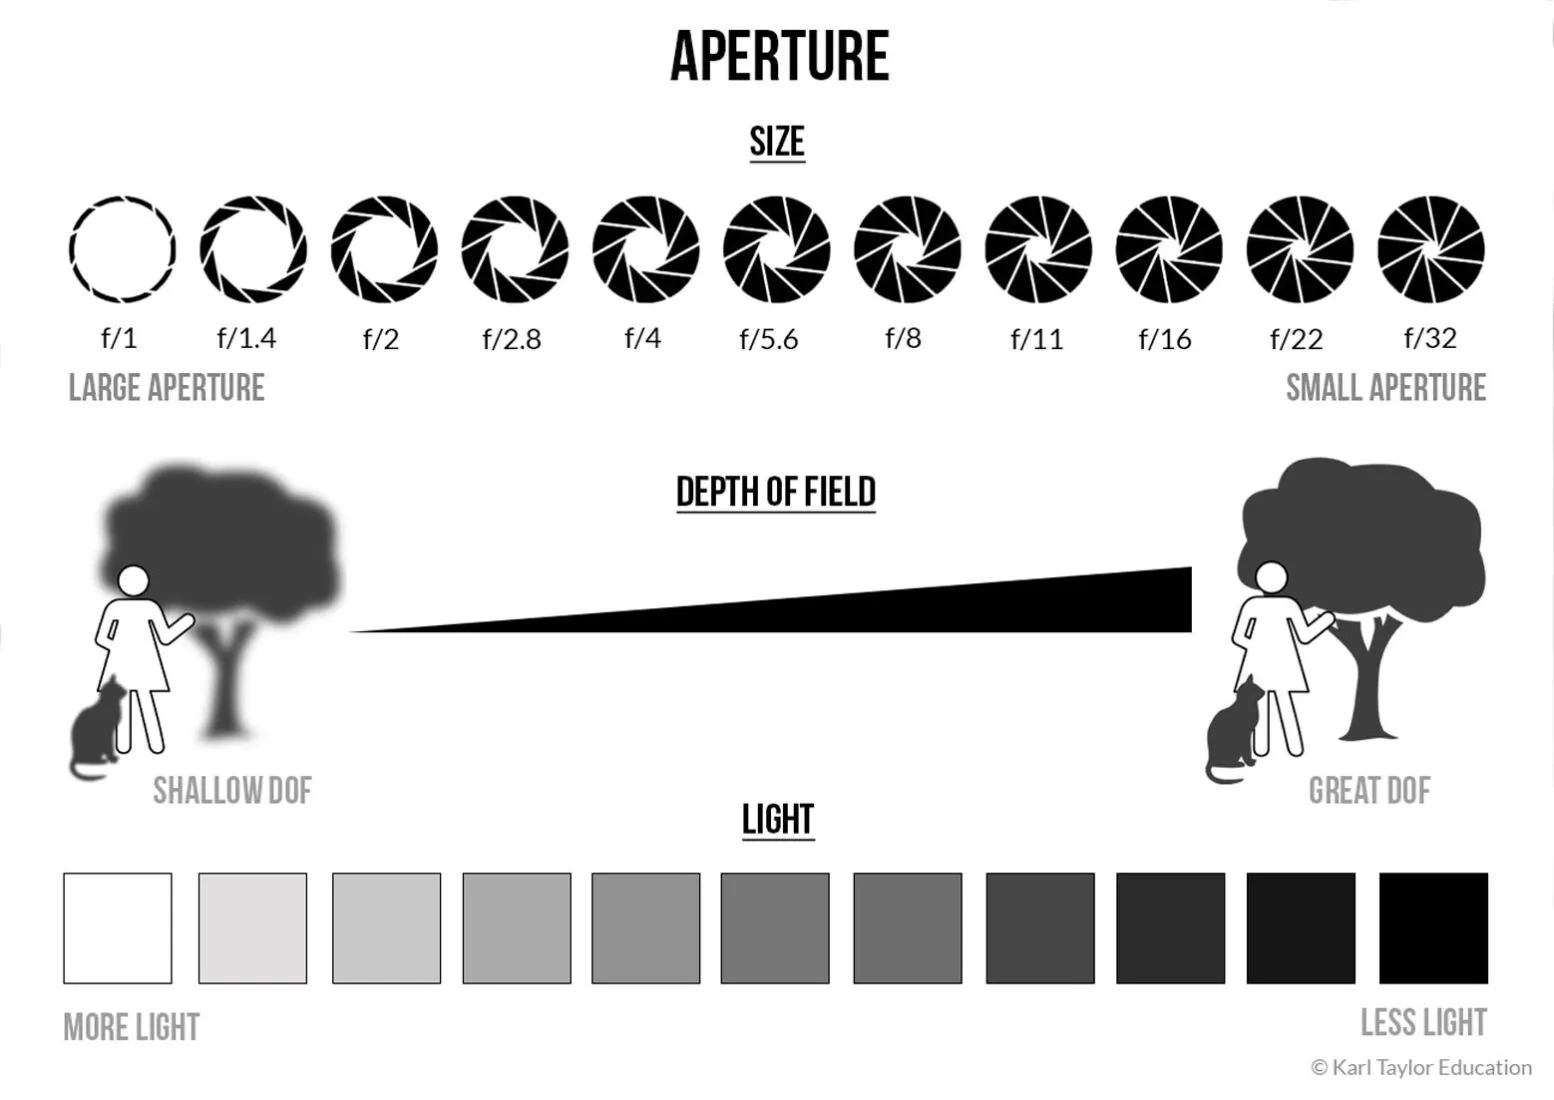 APERTURE
SIZE
f/1 f/1.4 f/2 f/2.8 f/4 f/5.6 f/8 f/11 f/16 f/22 f/32
LARGE APERTURE SMALL APERTURE
DEPTH OF FIELD
SHALLOW DOF GREAT DOF
LIGHT
MORE LIGHT LESS LIGHT
© Karl Taylor Education